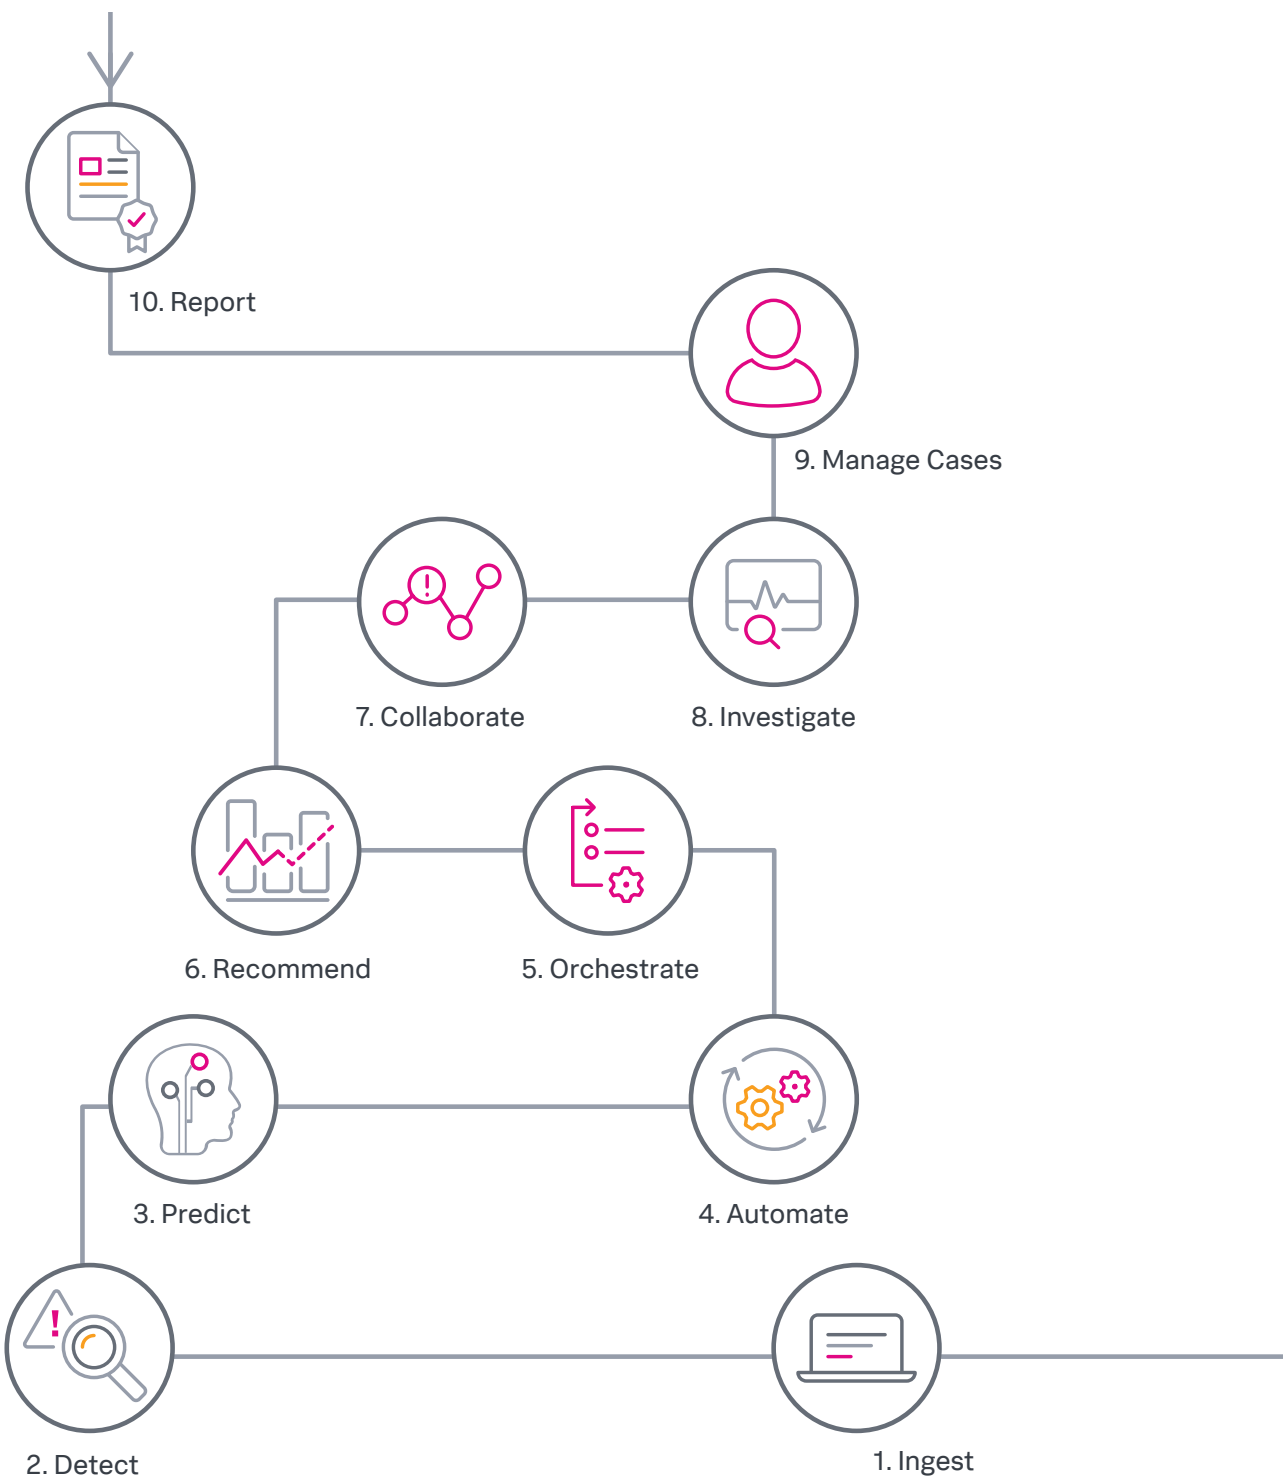 10. Report
9. Manage Cases
7. Collaborate
8. Investigate
6. Recommend
5. Orchestrate
3. Predict
4. Automate
2. Detect
1. Ingest